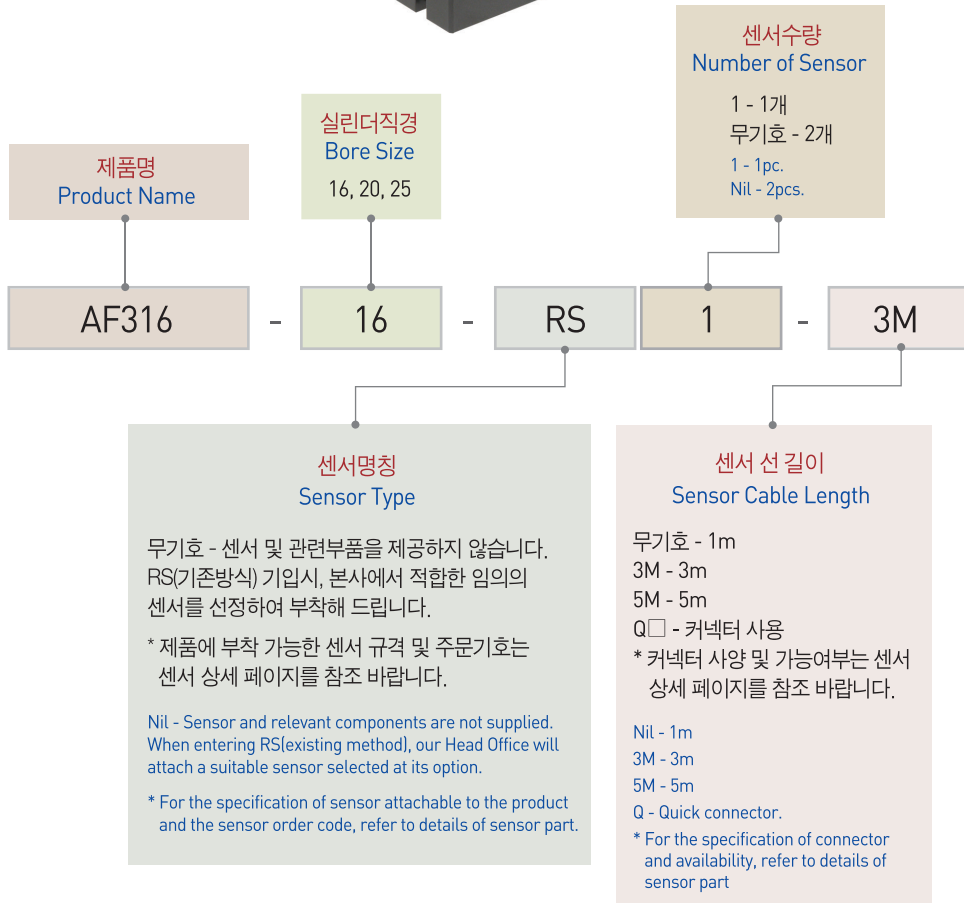 센서수량
Number of Sensor
1 - 1개
무기호 - 2개
1 - 1pc.
Nil - 2pcs.
실린더직경
Bore Size
16, 20, 25
제품명
Product Name
AF316 - 16 - RS 1 - 3M
센서명칭
Sensor Type
무기호 - 센서 및 관련부품을 제공하지 않습니다.
RS(기존방식) 기입시, 본사에서 적합한 임의의
센서를 선정하여 부착해 드립니다.
* 제품에 부착 가능한 센서 규격 및 주문기호는
센서 상세 페이지를 참조 바랍니다.
Nil - Sensor and relevant components are not supplied.
When entering RS(existing method), our Head Office will
attach a suitable sensor selected at its option.
* For the specification of sensor attachable to the product
and the sensor order code, refer to details of sensor part.
센서 선 길이
Sensor Cable Length
무기호 - 1m
3M - 3m
5M - 5m
Q□ - 커넥터 사용
* 커넥터 사양 및 가능여부는 센서
상세 페이지를 참조 바랍니다.
Nil - 1m
3M - 3m
5M - 5m
Q - Quick connector.
* For the specification of connector
and availability, refer to details of
sensor part